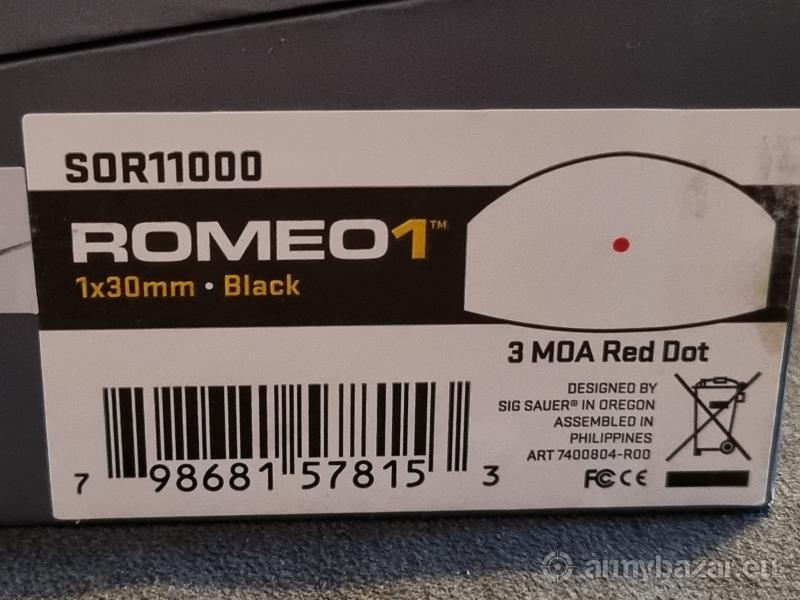 SOR11000
ROMEO1™
1x30mm • Black
3 MOA Red Dot
DESIGNED BY
SIG SAUER® IN OREGON
ASSEMBLED IN
PHILIPPINES
ART 7400804-R00
FC CE
7 98681 57815 3
armybazar.eu